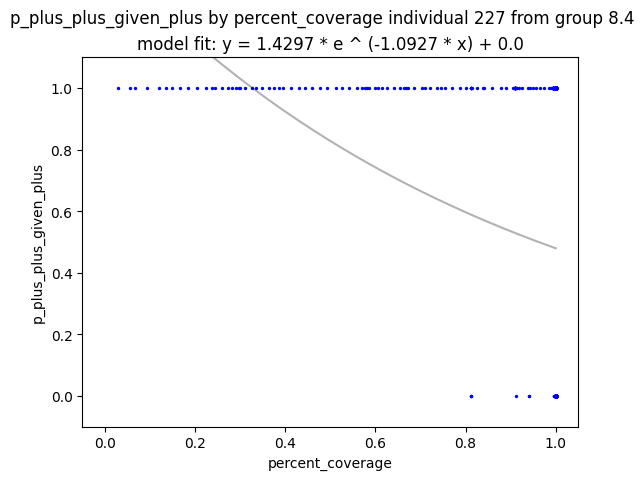 p_plus_plus_given_plus by percent_coverage individual 227 from group 8.4
model fit: y = 1.4297 * e ^ (-1.0927 * x) + 0.0
p_plus_plus_given_plus
1.0
0.8
0.6
0.4
0.2
0.0
0.0 0.2 0.4 0.6 0.8 1.0
percent_coverage